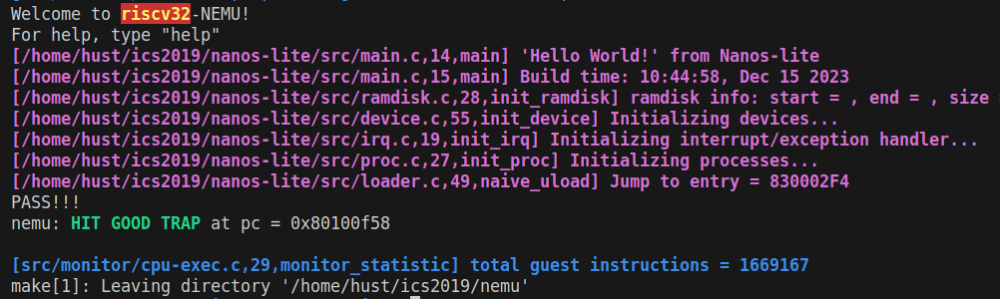 Welcome to riscv32-NEMU!
For help, type "help"
[/home/hust/ics2019/nanos-lite/src/main.c,14,main] 'Hello World!' from Nanos-lite
[/home/hust/ics2019/nanos-lite/src/main.c,15,main] Build time: 10:44:58, Dec 15 2023
[/home/hust/ics2019/nanos-lite/src/ramdisk.c,28,init_ramdisk] ramdisk info: start = , end = , size
[/home/hust/ics2019/nanos-lite/src/device.c,55,init_device] Initializing devices...
[/home/hust/ics2019/nanos-lite/src/irq.c,19,init_irq] Initializing interrupt/exception handler...
[/home/hust/ics2019/nanos-lite/src/proc.c,27,init_proc] Initializing processes...
[/home/hust/ics2019/nanos-lite/src/loader.c,49,naive_uload] Jump to entry = 830002F4
PASS!!!
nemu: HIT GOOD TRAP at pc = 0x80100f58
[src/monitor/cpu-exec.c,29,monitor_statistic] total guest instructions = 1669167
make[1]: Leaving directory '/home/hust/ics2019/nemu'